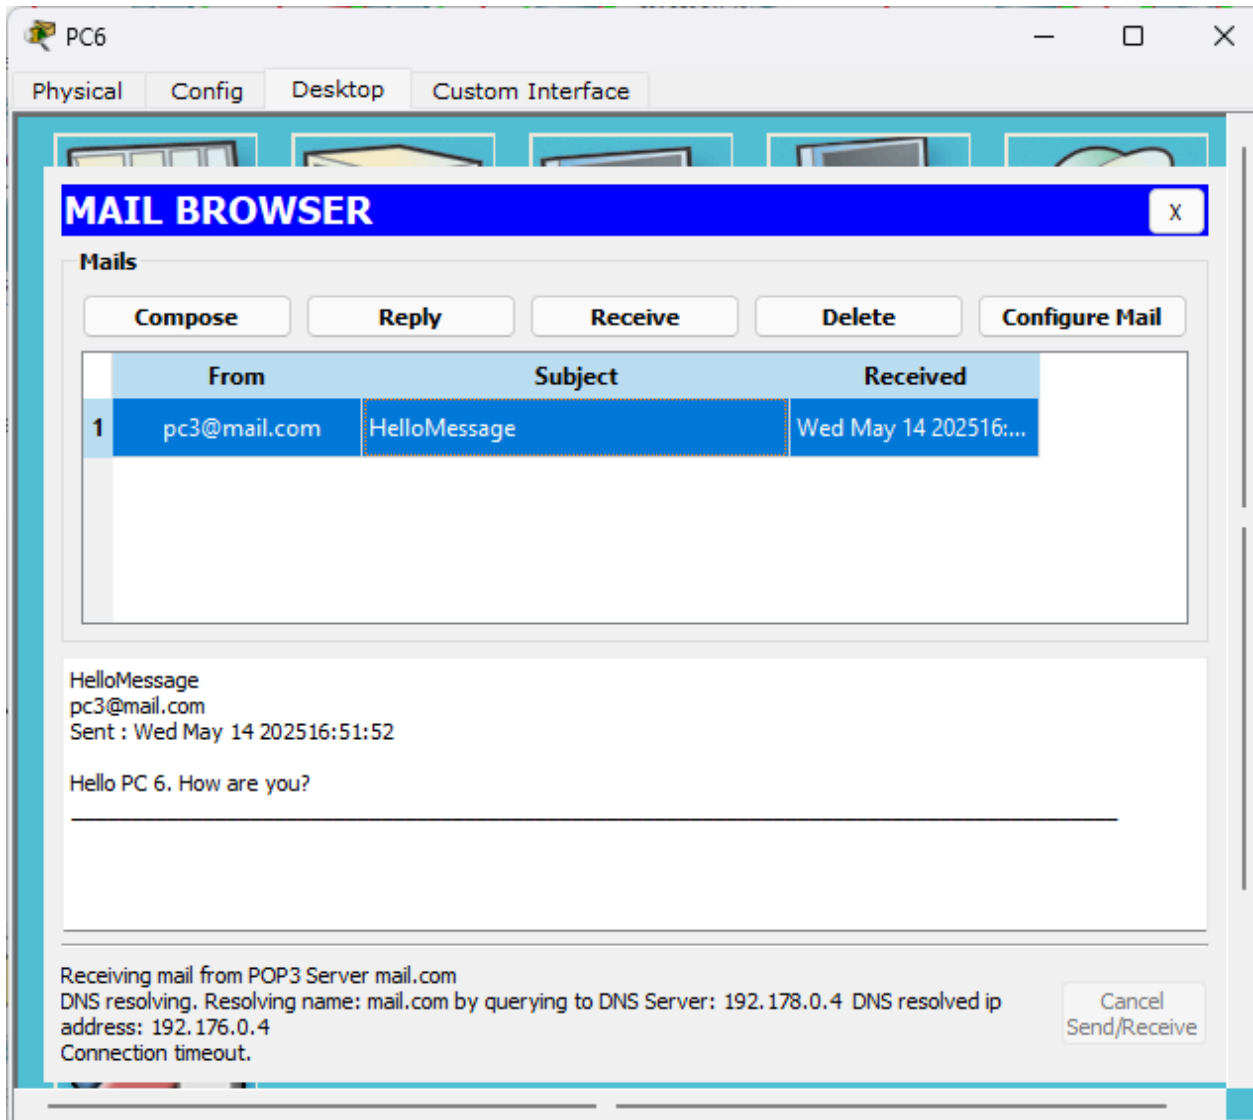 PC6
Physical Config Desktop Custom Interface
MAIL BROWSER
X
Mails
Compose Reply Receive Delete Configure Mail
From Subject Received
1 pc3@mail.com HelloMessage Wed May 14 202516:...
HelloMessage
pc3@mail.com
Sent : Wed May 14 202516:51:52
Hello PC 6. How are you?
Receiving mail from POP3 Server mail.com
DNS resolving. Resolving name: mail.com by querying to DNS Server: 192.178.0.4 DNS resolved ip
address: 192.176.0.4
Connection timeout.
Cancel
Send/Receive